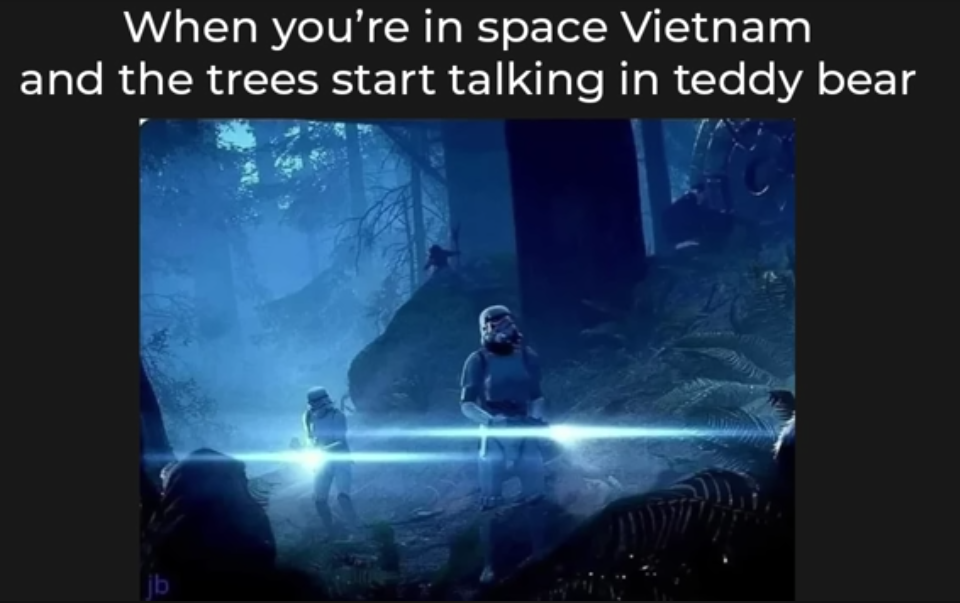 When you’re in space Vietnam
and the trees start talking in teddy bear
jb